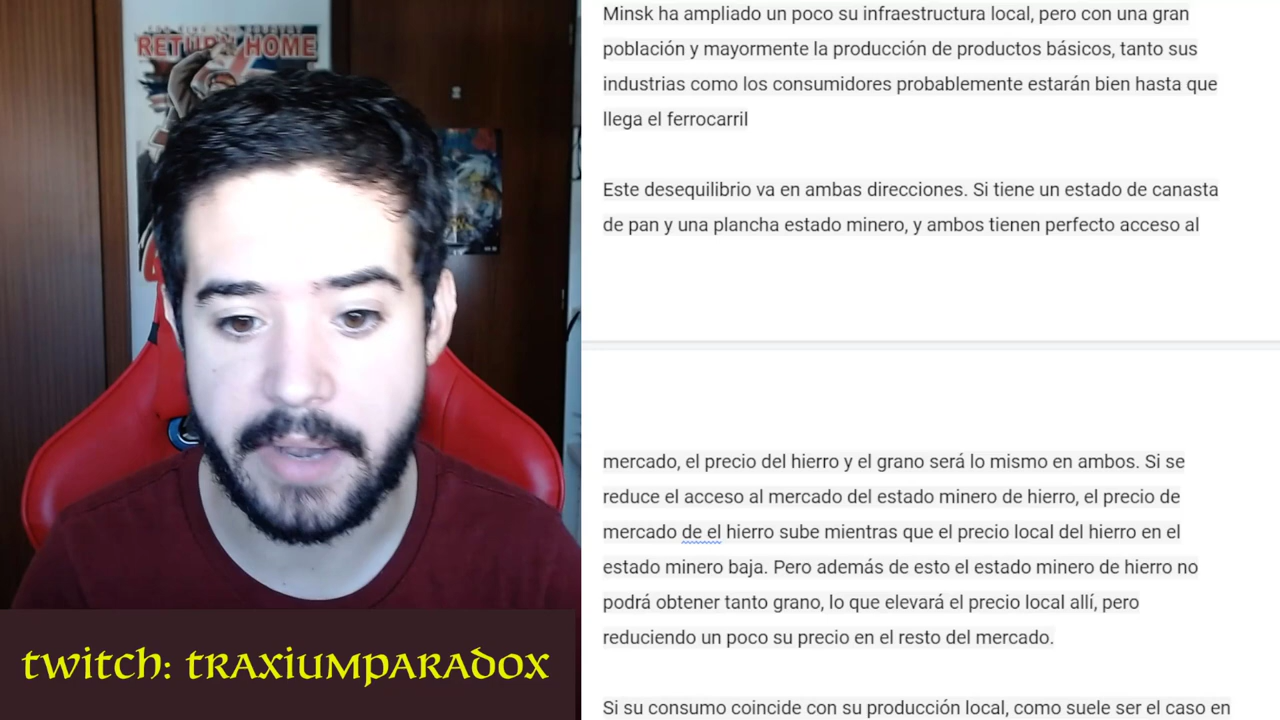 RETURN HOME
Minsk ha ampliado un poco su infraestructura local, pero con una gran
población y mayormente la producción de productos básicos, tanto sus
industrias como los consumidores probablemente estarán bien hasta que
llega el ferrocarril
Este desequilibrio va en ambas direcciones. Si tiene un estado de canasta
de pan y una plancha estado minero, y ambos tienen perfecto acceso al
mercado, el precio del hierro y el grano será lo mismo en ambos. Si se
reduce el acceso al mercado del estado minero de hierro, el precio de
mercado de el hierro sube mientras que el precio local del hierro en el
estado minero baja. Pero además de esto el estado minero de hierro no
podrá obtener tanto grano, lo que elevará el precio local allí, pero
reduciendo un poco su precio en el resto del mercado.
Si su consumo coincide con su producción local, como suele ser el caso en
twitch: traxiumparadox